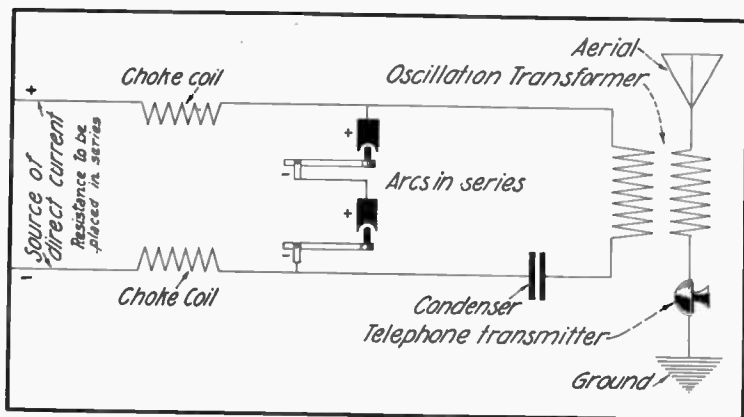 Aerial
Choke coil
Oscillation Transformer
+
Source of
direct current
Resistance to be
placed in series
+
-
Arcs in series
+
-
-
Choke Coil
Condenser
Telephone transmitter
Ground